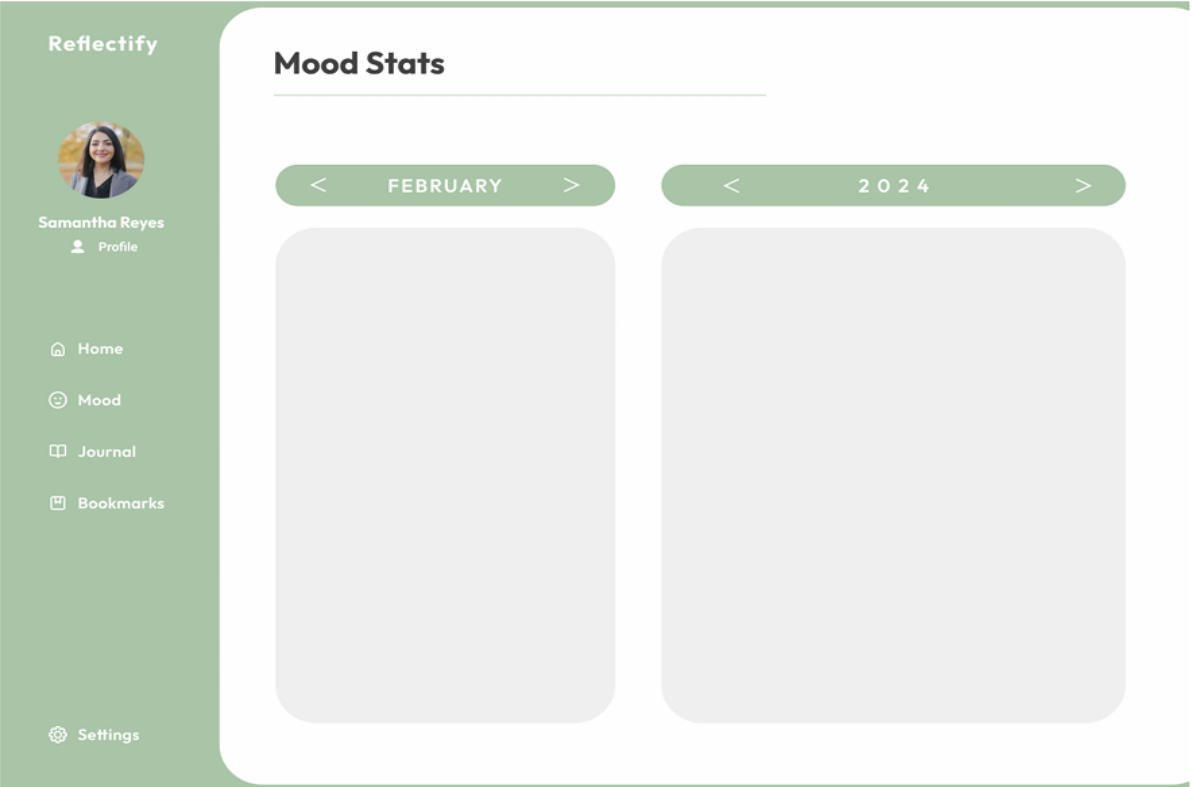 Reflectify
Samantha Reyes
Profile
Home
Mood
Journal
Bookmarks
Settings
Mood Stats
< FEBRUARY >
< 2024 >